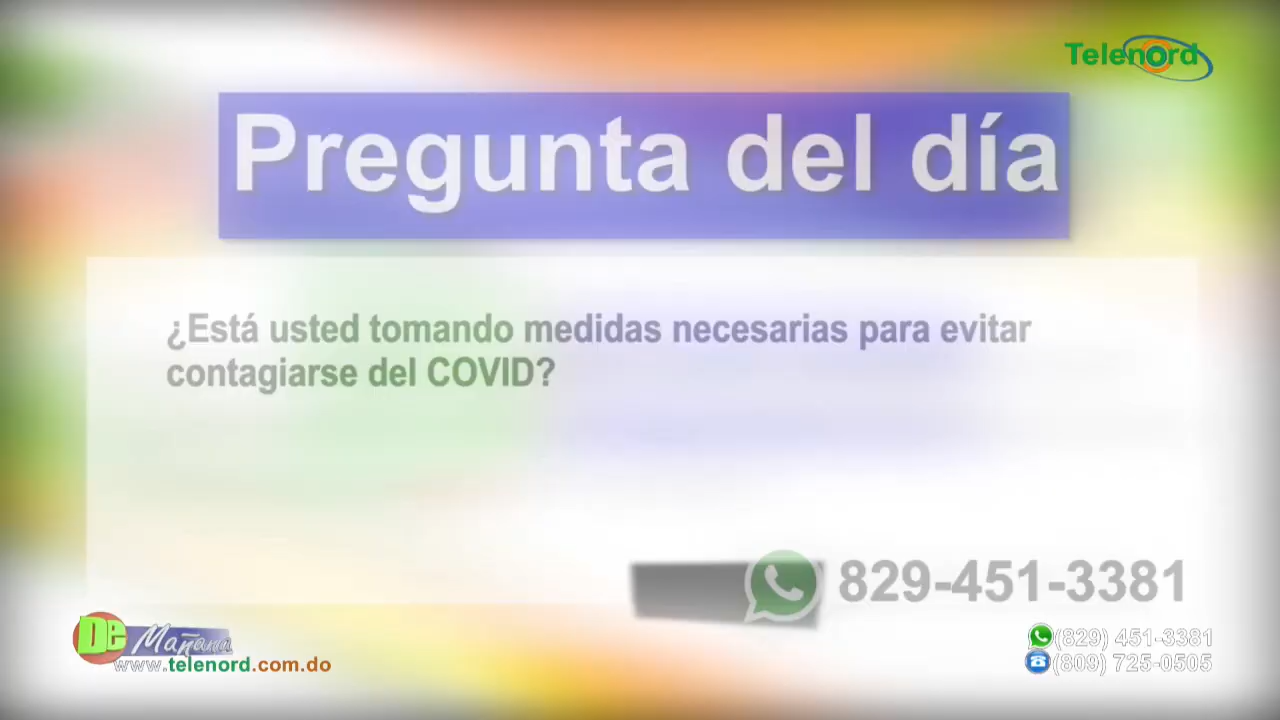 Telenord
Pregunta del día
¿Está usted tomando medidas necesarias para evitar
contagiarse del COVID?
829-451-3381
De Mañana
www.telenord.com.do
(829) 451-3381
(809) 725-0505